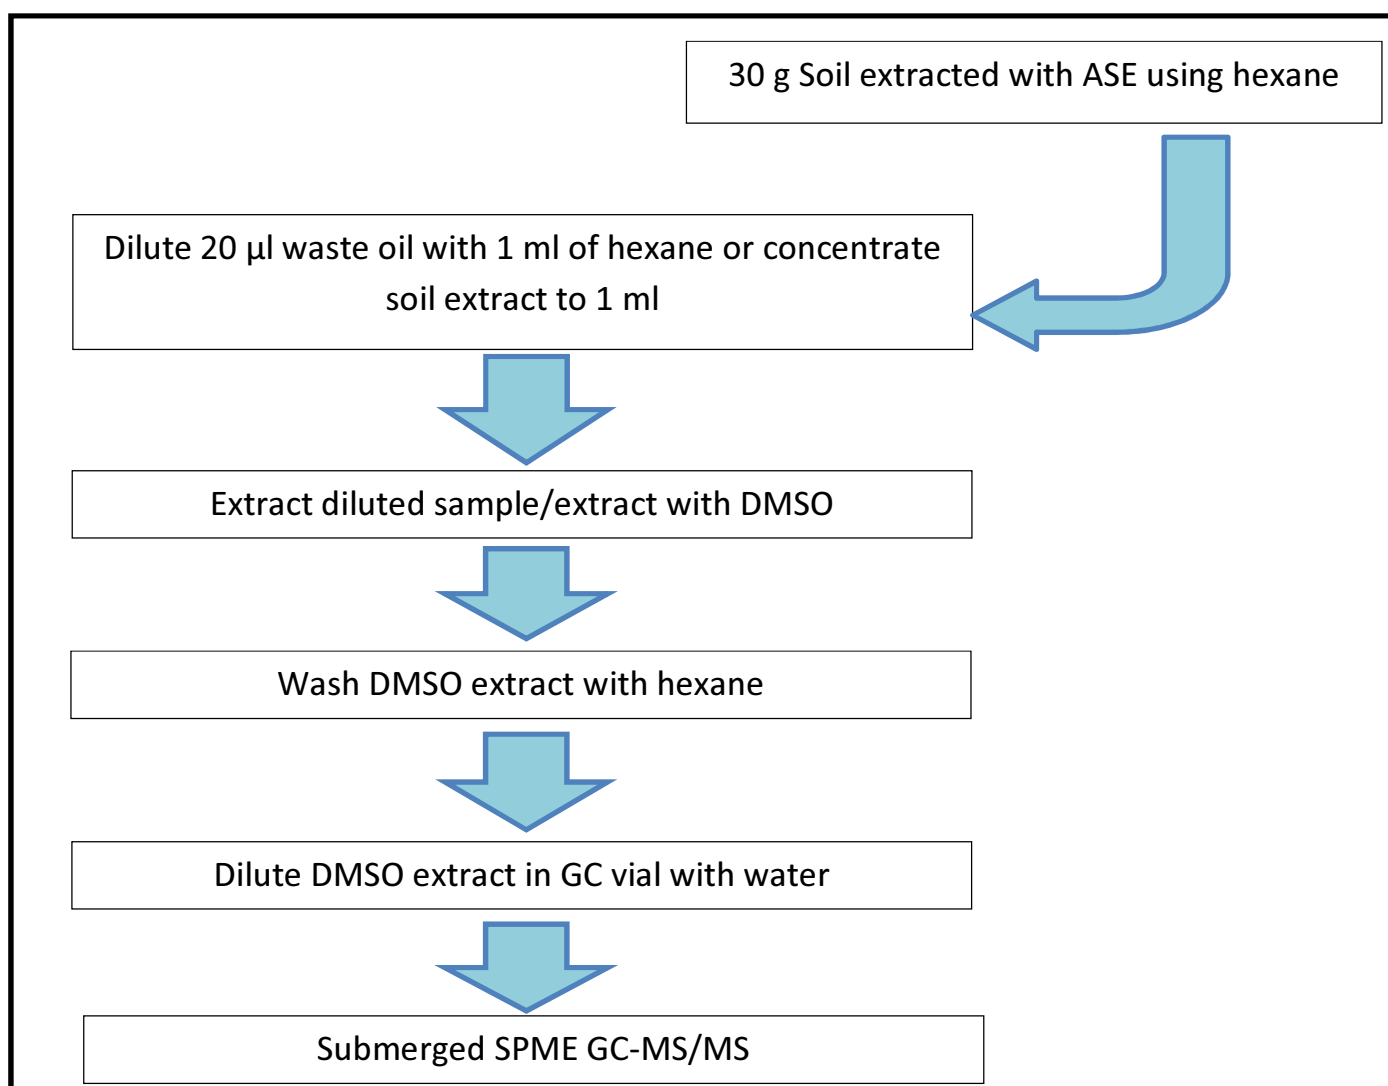 30 g Soil extracted with ASE using hexane
Dilute 20 µl waste oil with 1 ml of hexane or concentrate
soil extract to 1 ml
Extract diluted sample/extract with DMSO
Wash DMSO extract with hexane
Dilute DMSO extract in GC vial with water
Submerged SPME GC-MS/MS